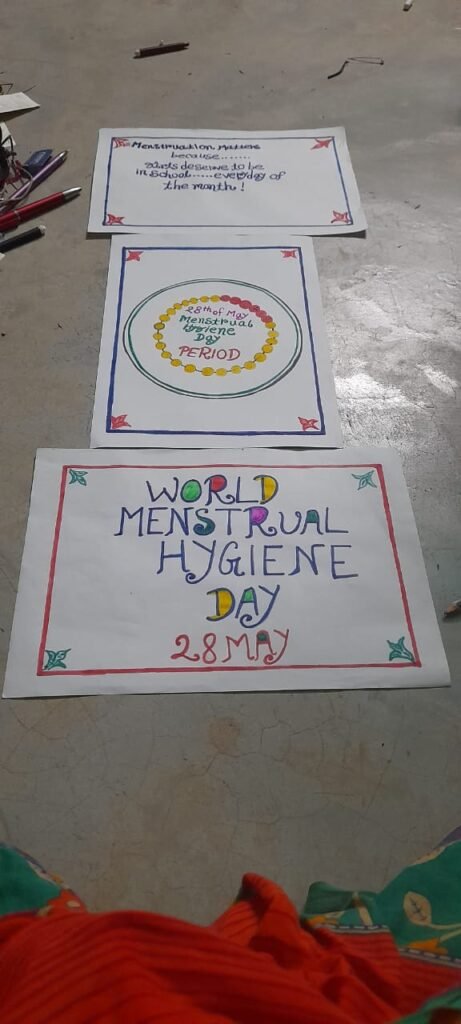 Menstruation Matters
because........
Girls deserve to be
in school.....everyday of
the month!
28th of May
Menstrual
Hygiene
Day
PERIOD
WORLD
MENSTRUAL
HYGIENE
DAY
28 MAY